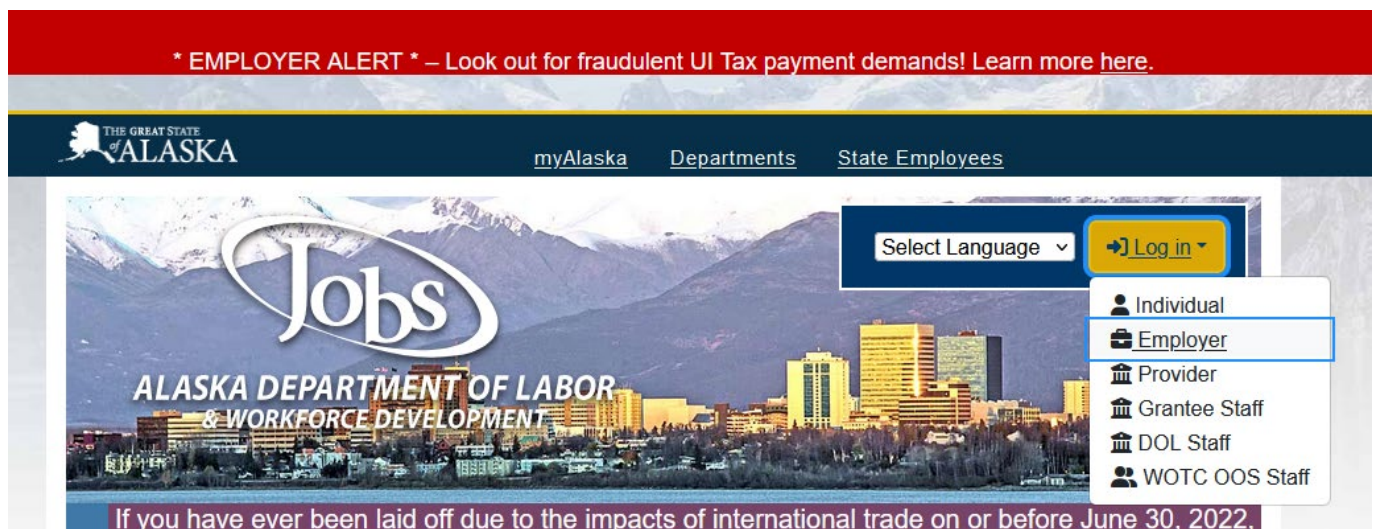 * EMPLOYER ALERT * – Look out for fraudulent UI Tax payment demands! Learn more here.
THE GREAT STATE
of ALASKA
myAlaska Departments State Employees
Select Language Log in
Jobs
ALASKA DEPARTMENT OF LABOR
& WORKFORCE DEVELOPMENT
Individual
Employer
Provider
Grantee Staff
DOL Staff
WOTC OOS Staff
If you have ever been laid off due to the impacts of international trade on or before June 30, 2022,